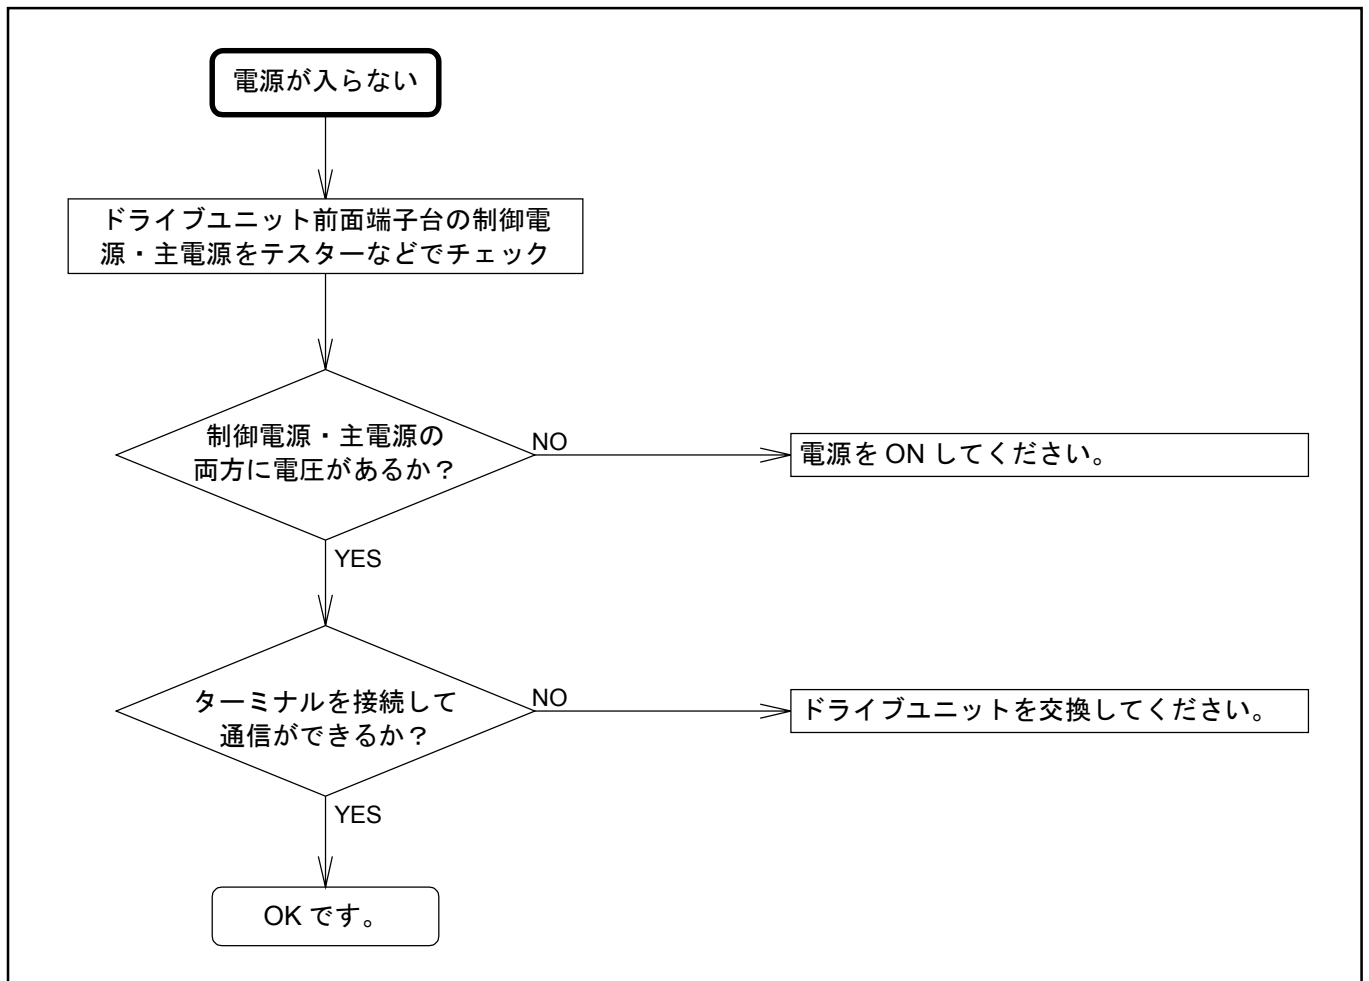 電源が入らない
ドライブユニット前面端子台の制御電
源・主電源をテスターなどでチェック
制御電源・主電源の
両方に電圧があるか？
NO
電源を ON してください。
YES
ターミナルを接続して
通信ができるか？
NO
ドライブユニットを交換してください。
YES
OK です。